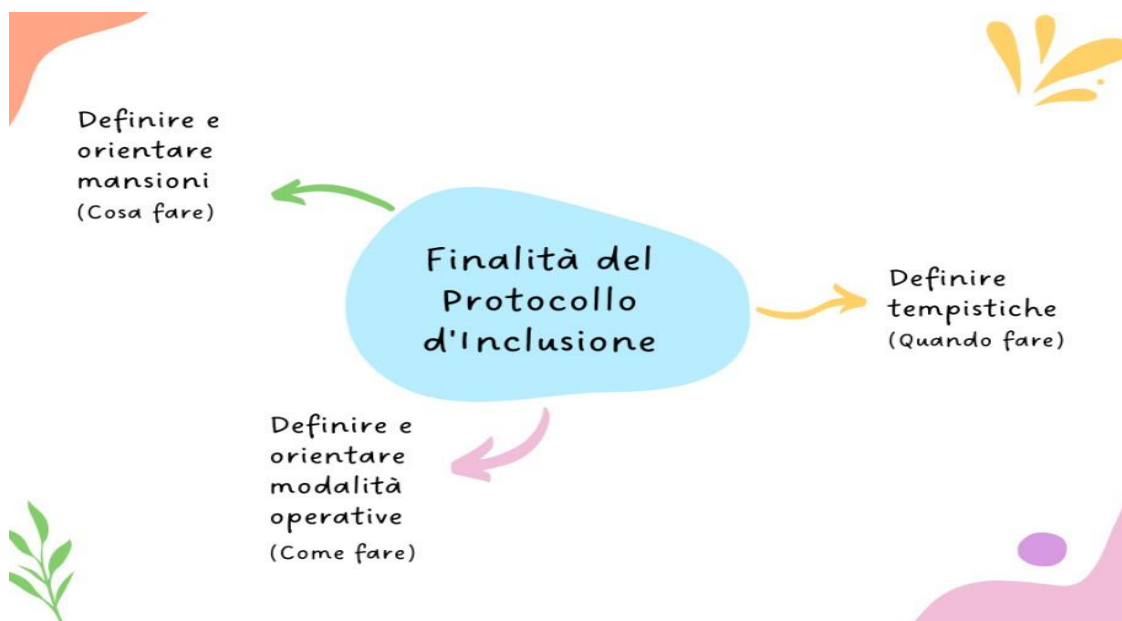 Definire e
orientare
mansioni
(Cosa fare)
Finalità del
Protocollo
d'Inclusione
Definire
tempistiche
(Quando fare)
Definire e
orientare
modalità
operative
(Come fare)